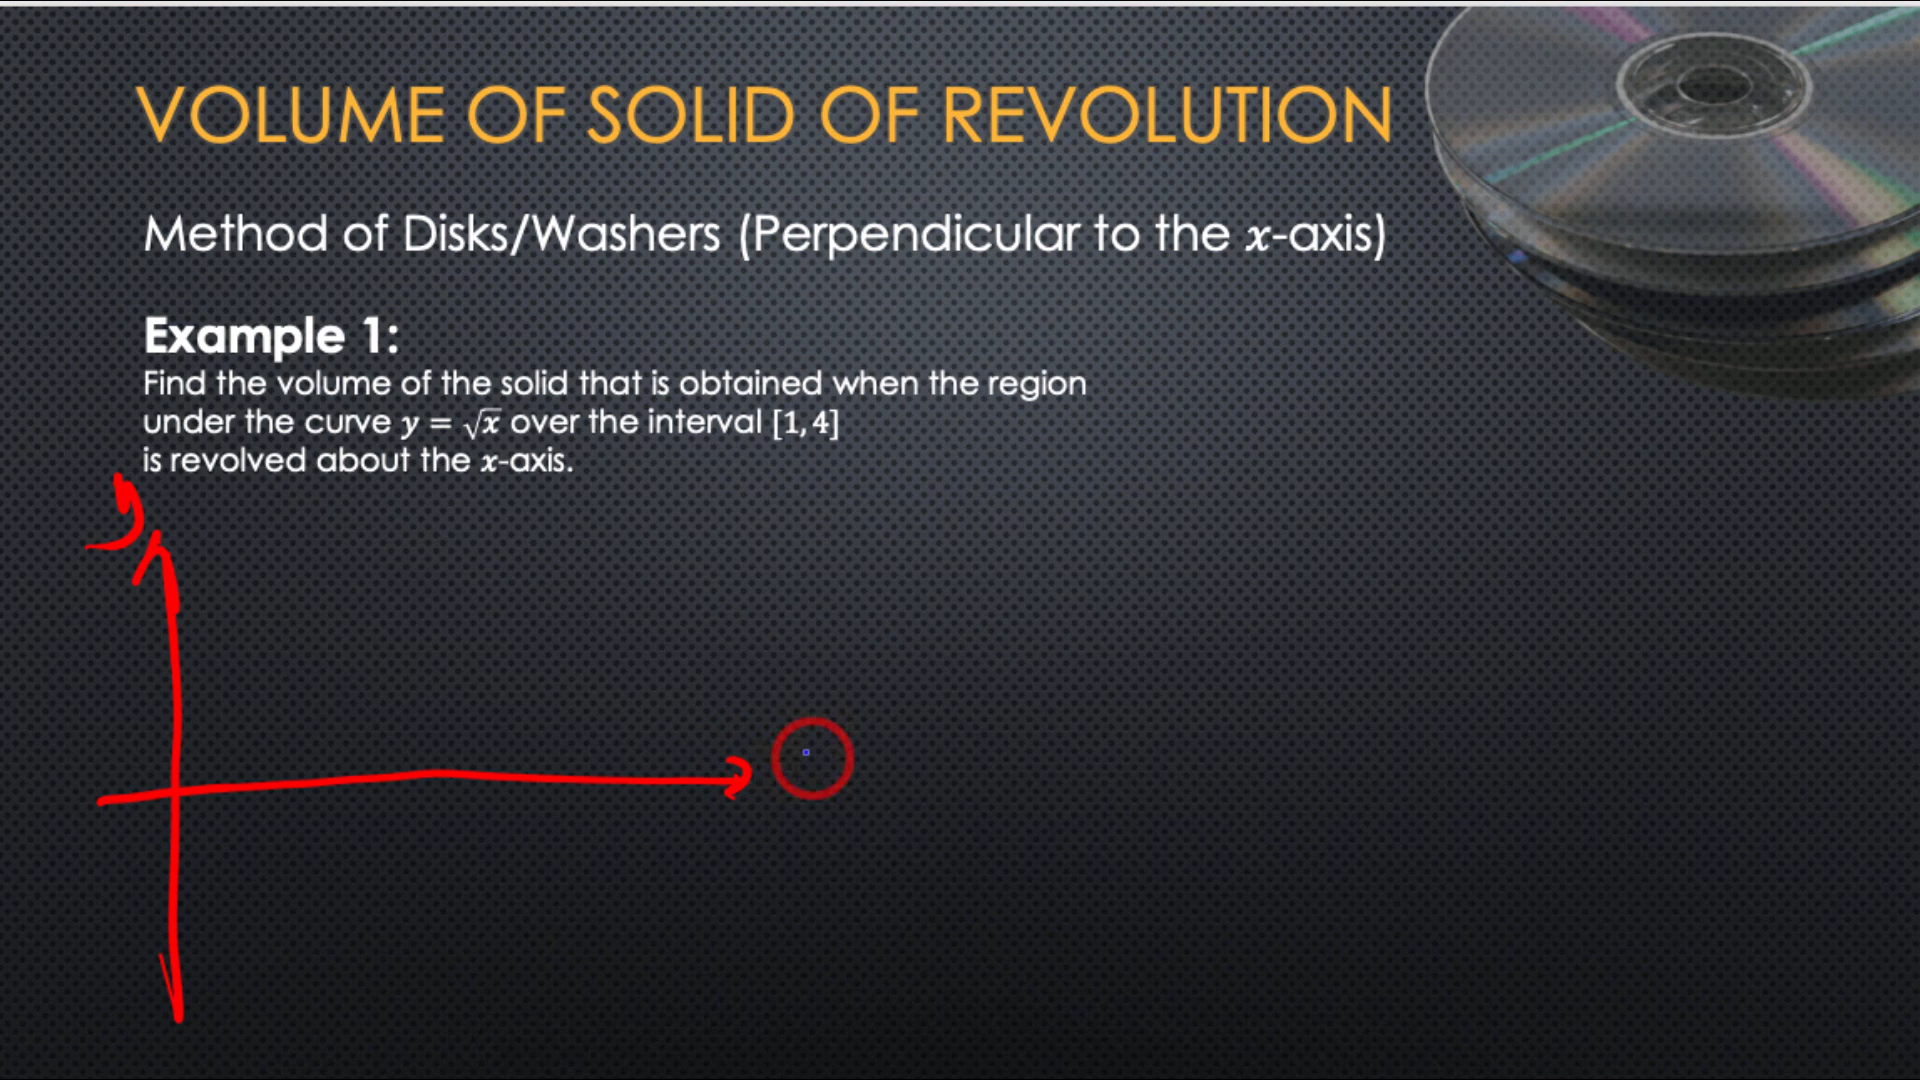 VOLUME OF SOLID OF REVOLUTION
Method of Disks/Washers (Perpendicular to the x-axis)
Example 1:
Find the volume of the solid that is obtained when the region
under the curve y = √x over the interval [1, 4]
is revolved about the x-axis.
y